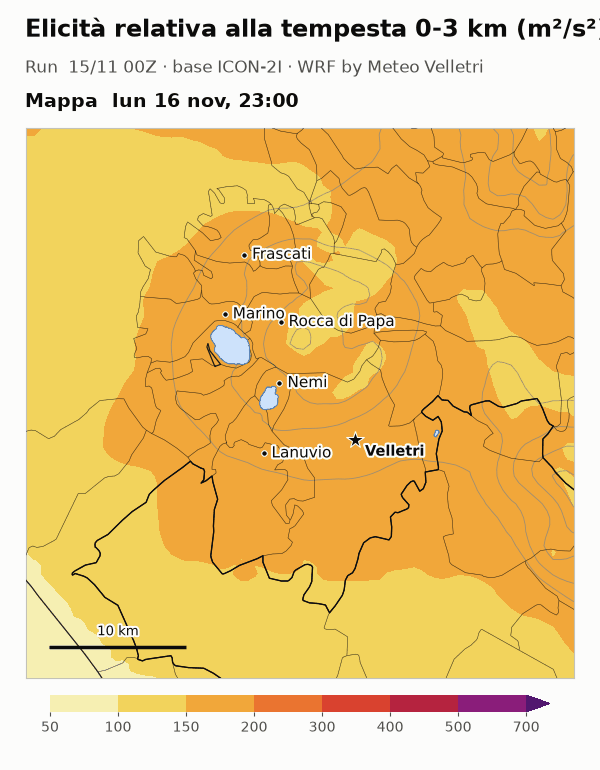 Elicità relativa alla tempesta 0-3 km (m²/s²)
Run  15/11 00Z · base ICON-2I · WRF by Meteo Velletri
Mappa  lun 16 nov, 23:00
Frascati
Marino
Rocca di Papa
Nemi
Lanuvio
Velletri
10 km
50 100 150 200 300 400 500 700